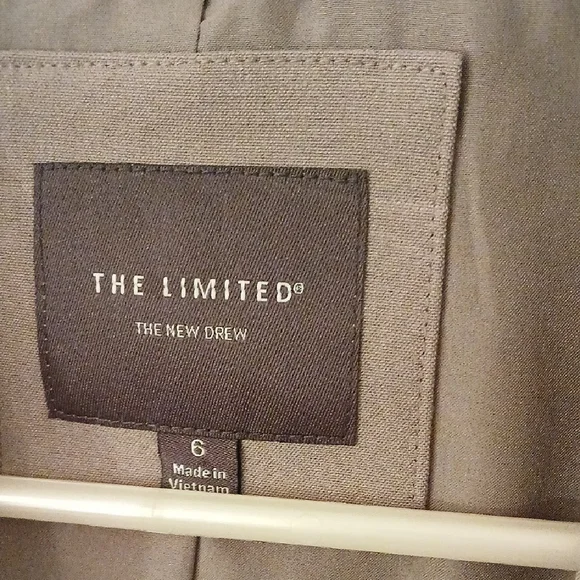 THE LIMITED®
THE NEW DREW
6
Made in
Vietnam